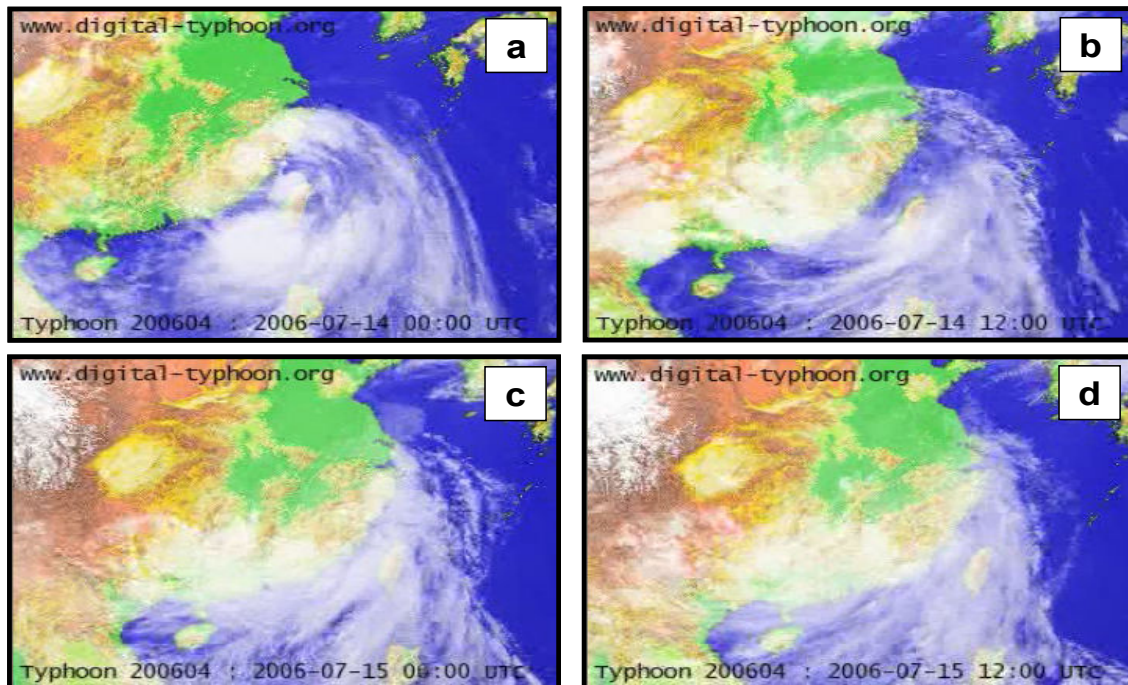 www.digital-typhoon.org
a
Typhoon 200604 : 2006-07-14 00:00 UTC
www.digital-typhoon.org
b
Typhoon 200604 : 2006-07-14 12:00 UTC
www.digital-typhoon.org
c
Typhoon 200604 : 2006-07-15 00:00 UTC
www.digital-typhoon.org
d
Typhoon 200604 : 2006-07-15 12:00 UTC